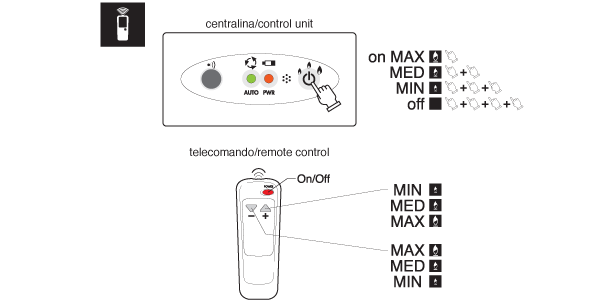 centralina/control unit
on MAX
MED +
MIN + +
off + + +
AUTO PWR
telecomando/remote control
POWER
On/Off
- +
MIN
MED
MAX
MAX
MED
MIN